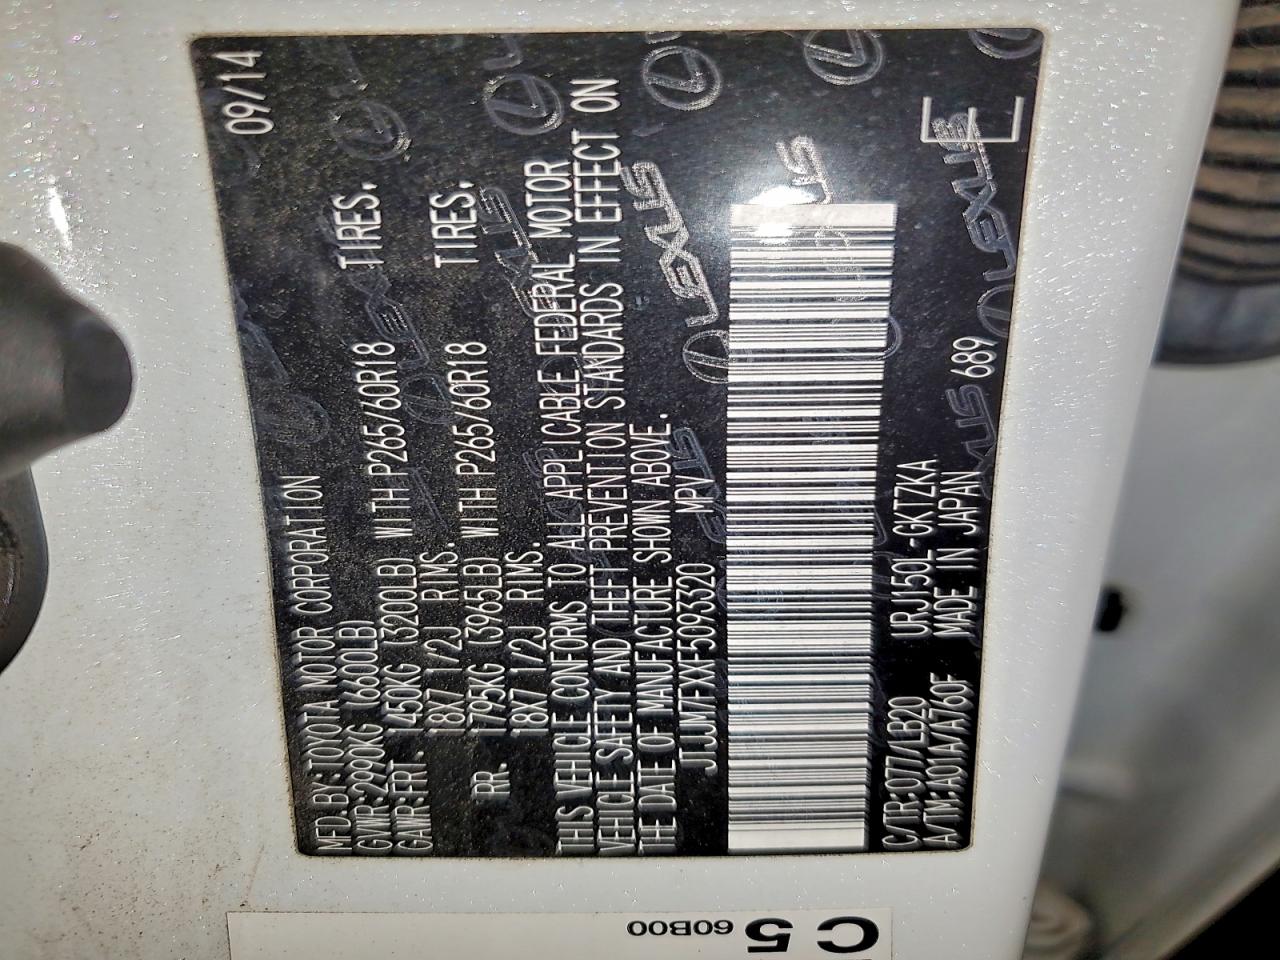 MFD.BY:TOYOTA MOTOR CORPORATION 09/14
GVWR:2990KG (6600LB)
GAWR:FRT. 1450KG (3200LB) WITH P265/60R18 TIRES.
18X7 1/2J RIMS.
RR. 1795KG (3965LB) WITH P265/60R18 TIRES.
18X7 1/2J RIMS.
THIS VEHICLE CONFORMS TO ALL APPLICABLE FEDERAL MOTOR
VEHICLE SAFETY AND THEFT PREVENTION STANDARDS IN EFFECT ON
THE DATE OF MANUFACTURE SHOWN ABOVE.
JTJJM7FXXF5093320 MPV
C/TR:077/LB20 URJ150L-GKTZKA
A/TM:A01A/A760F MADE IN JAPAN 689 E
LEXUS
C5 60B00